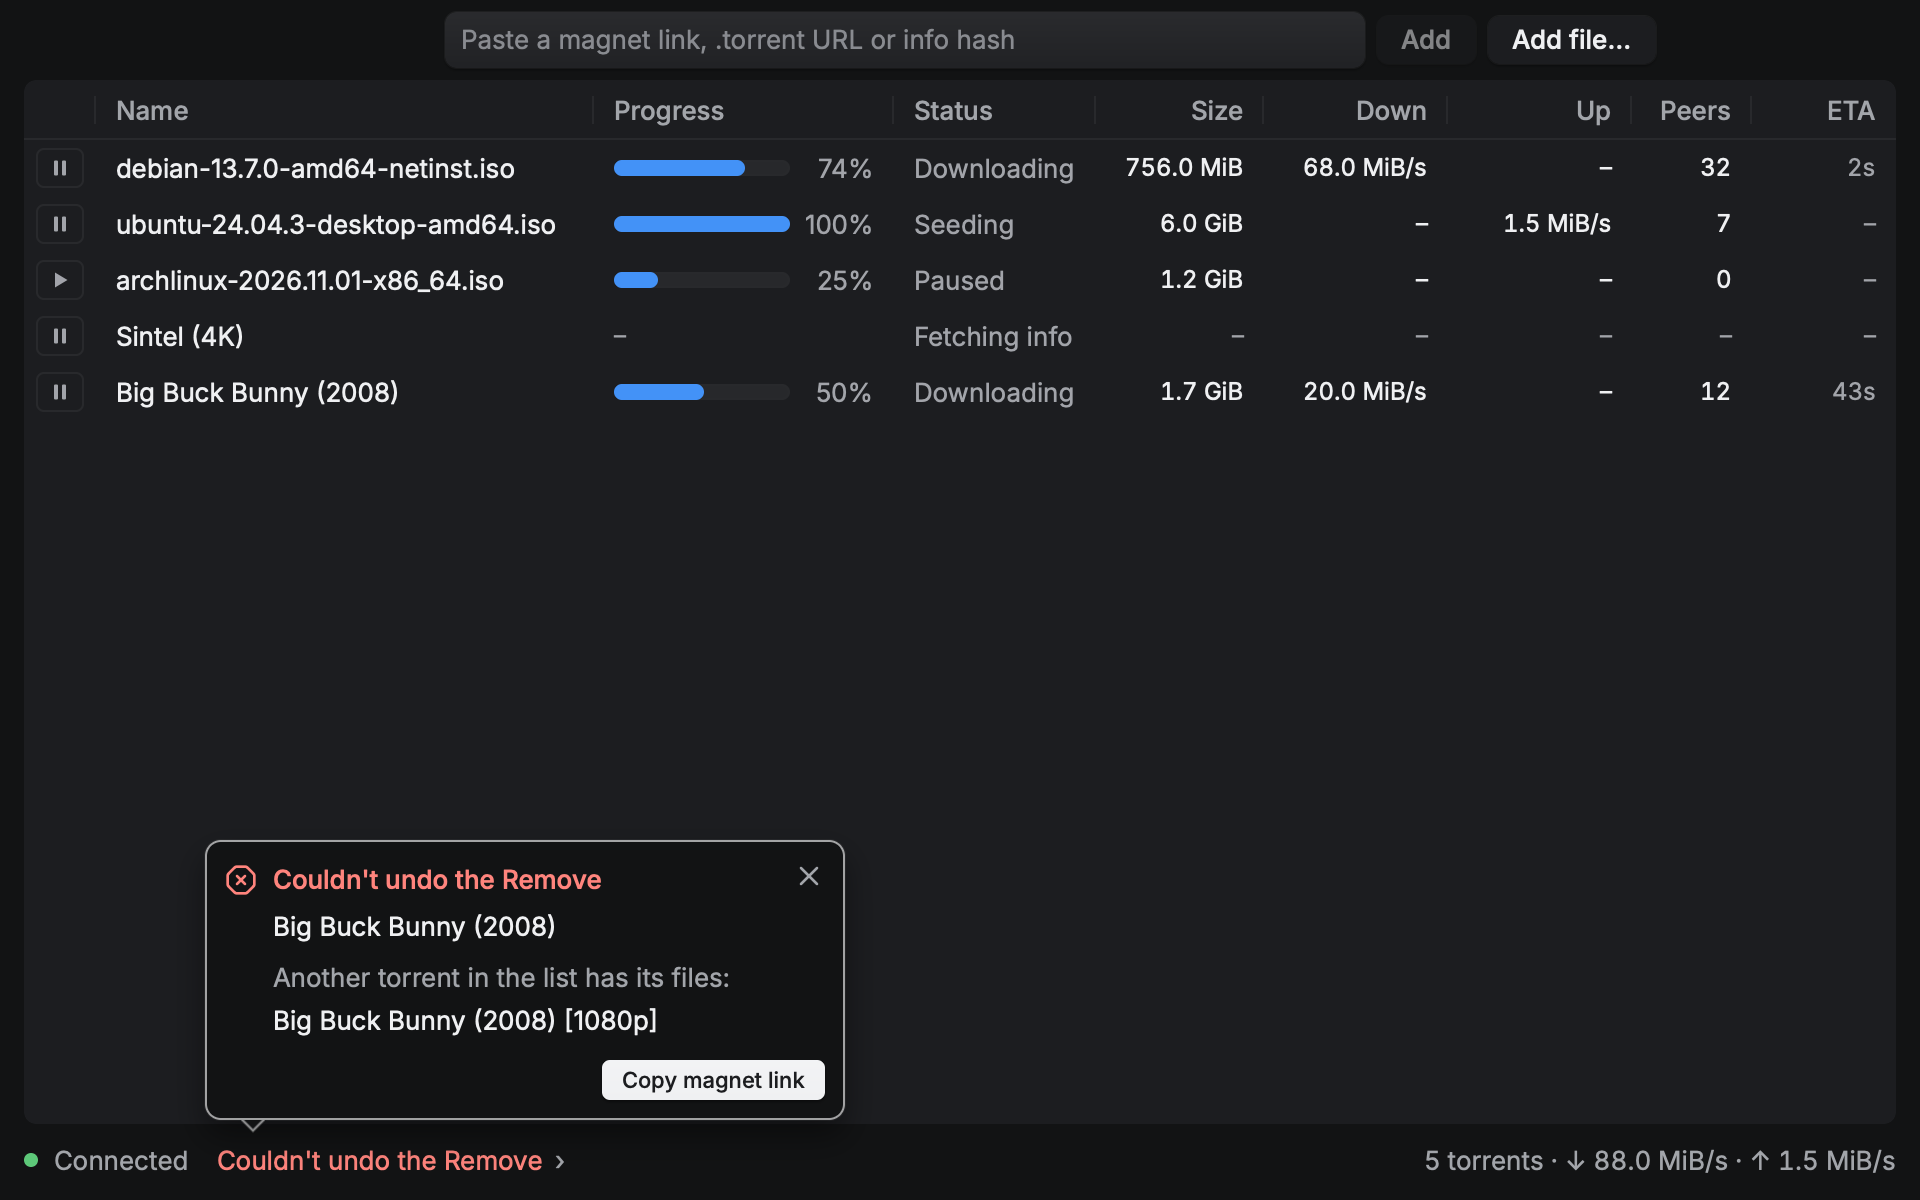 Paste a magnet link, .torrent URL or info hash Add Add file...
Name Progress Status Size Down Up Peers ETA
debian-13.7.0-amd64-netinst.iso 74% Downloading 756.0 MiB 68.0 MiB/s – 32 2s
ubuntu-24.04.3-desktop-amd64.iso 100% Seeding 6.0 GiB – 1.5 MiB/s 7 –
archlinux-2026.11.01-x86_64.iso 25% Paused 1.2 GiB – – 0 –
Sintel (4K) – Fetching info – – – – –
Big Buck Bunny (2008) 50% Downloading 1.7 GiB 20.0 MiB/s – 12 43s
Couldn't undo the Remove
Big Buck Bunny (2008)
Another torrent in the list has its files:
Big Buck Bunny (2008) [1080p]
Copy magnet link
Connected Couldn't undo the Remove ›
5 torrents · ↓ 88.0 MiB/s · ↑ 1.5 MiB/s